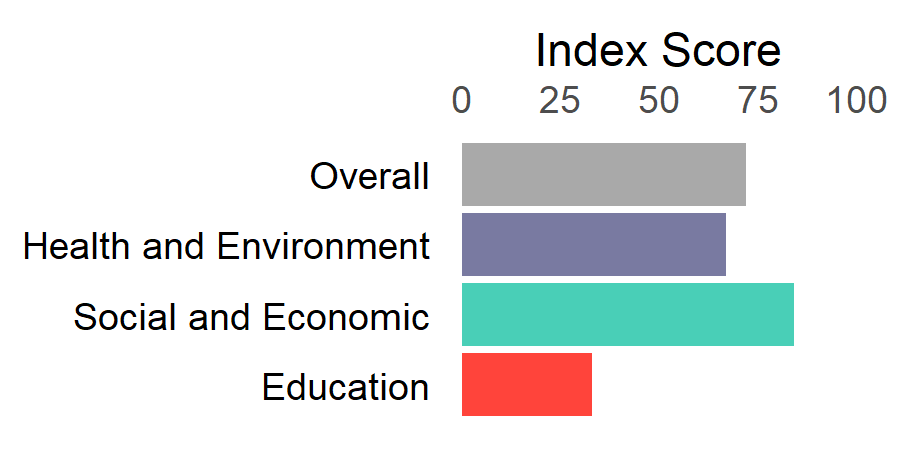 Index Score
0 25 50 75 100
Overall
Health and Environment
Social and Economic
Education